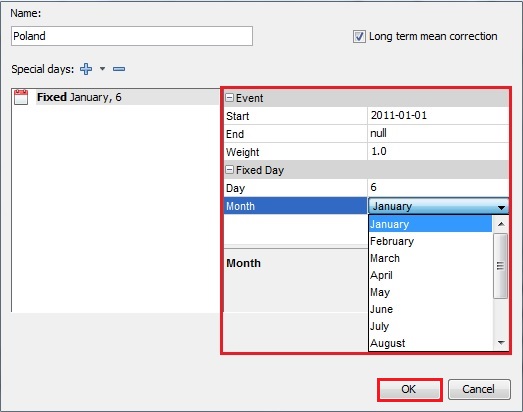 Name:
Poland
Long term mean correction
Special days:
Fixed January, 6
Event
Start 2011-01-01
End null
Weight 1.0
Fixed Day
Day 6
Month January
January
February
March
April
May
June
July
August
Month
OK Cancel